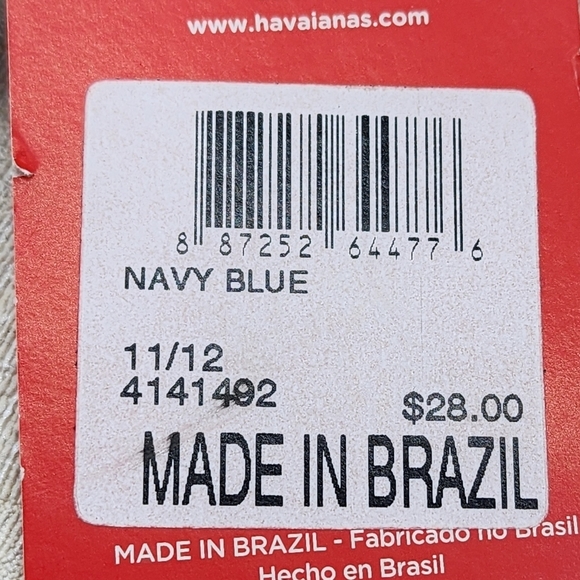 www.havaianas.com
8 87252 64477 6
NAVY BLUE
11/12
4141492
$28.00
MADE IN BRAZIL
MADE IN BRAZIL - Fabricado no Brasil
Hecho en Brasil